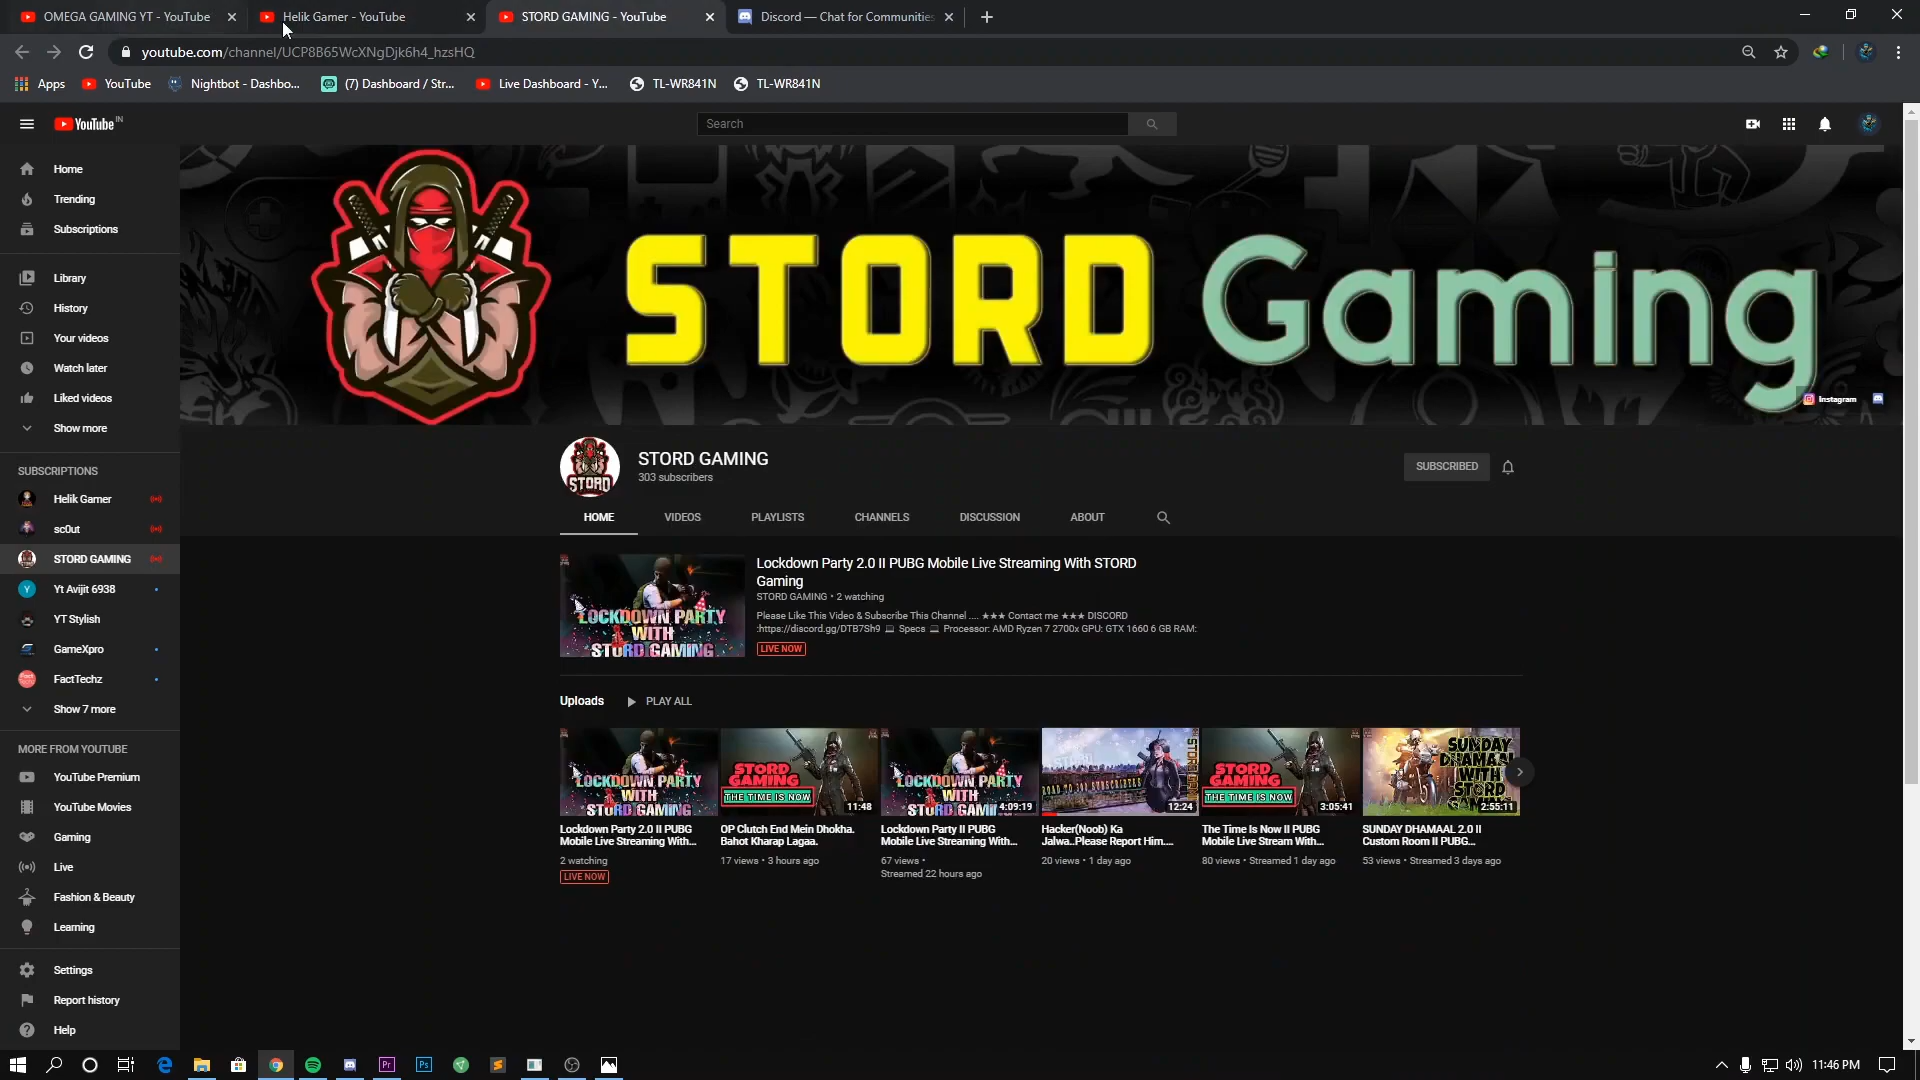 OMEGA GAMING YT - YouTube
Helik Gamer - YouTube
STORD GAMING - YouTube
Discord — Chat for Communities
youtube.com/channel/UCP8B65WcXNgDjk6h4_hzsHQ
Apps
YouTube
Nightbot - Dashbo...
(7) Dashboard / Str...
Live Dashboard - Y...
TL-WR841N
TL-WR841N
YouTube IN
Search
Home
Trending
Subscriptions
Library
History
Your videos
Watch later
Liked videos
Show more
SUBSCRIPTIONS
Helik Gamer
sc0ut
STORD GAMING
Yt Avijit 6938
YT Stylish
GameXpro
FactTechz
Show 7 more
MORE FROM YOUTUBE
YouTube Premium
YouTube Movies
Gaming
Live
Fashion & Beauty
Learning
Settings
Report history
Help
STORD Gaming
Instagram
STORD
STORD GAMING
303 subscribers
SUBSCRIBED
HOME
VIDEOS
PLAYLISTS
CHANNELS
DISCUSSION
ABOUT
LOCKDOWN PARTY
WITH
STORD GAMING
Lockdown Party 2.0 II PUBG Mobile Live Streaming With STORD
Gaming
STORD GAMING • 2 watching
Please Like This Video & Subscribe This Channel .... ★★★ Contact me ★★★ DISCORD
:https://discord.gg/DTB7Sh9 💻 Specs 💻 Processor: AMD Ryzen 7 2700x GPU: GTX 1660 6 GB RAM:
LIVE NOW
Uploads
PLAY ALL
LOCKDOWN PARTY
WITH
STORD GAMING
Lockdown Party 2.0 II PUBG
Mobile Live Streaming With...
2 watching
LIVE NOW
STORD
GAMING
THE TIME IS NOW
11:48
OP Clutch End Mein Dhokha.
Bahot Kharap Lagaa.
17 views • 3 hours ago
LOCKDOWN PARTY
WITH
STORD GAMING
4:09:19
Lockdown Party II PUBG
Mobile Live Streaming With...
67 views •
Streamed 22 hours ago
12:24
Hacker(Noob) Ka
Jalwa..Please Report Him....
20 views • 1 day ago
STORD
GAMING
THE TIME IS NOW
3:05:41
The Time Is Now II PUBG
Mobile Live Stream With...
80 views • Streamed 1 day ago
SUNDAY
DHAMAAL
WITH
STORD
GAMING
2:55:11
SUNDAY DHAMAAL 2.0 II
Custom Room II PUBG...
53 views • Streamed 3 days ago
11:46 PM